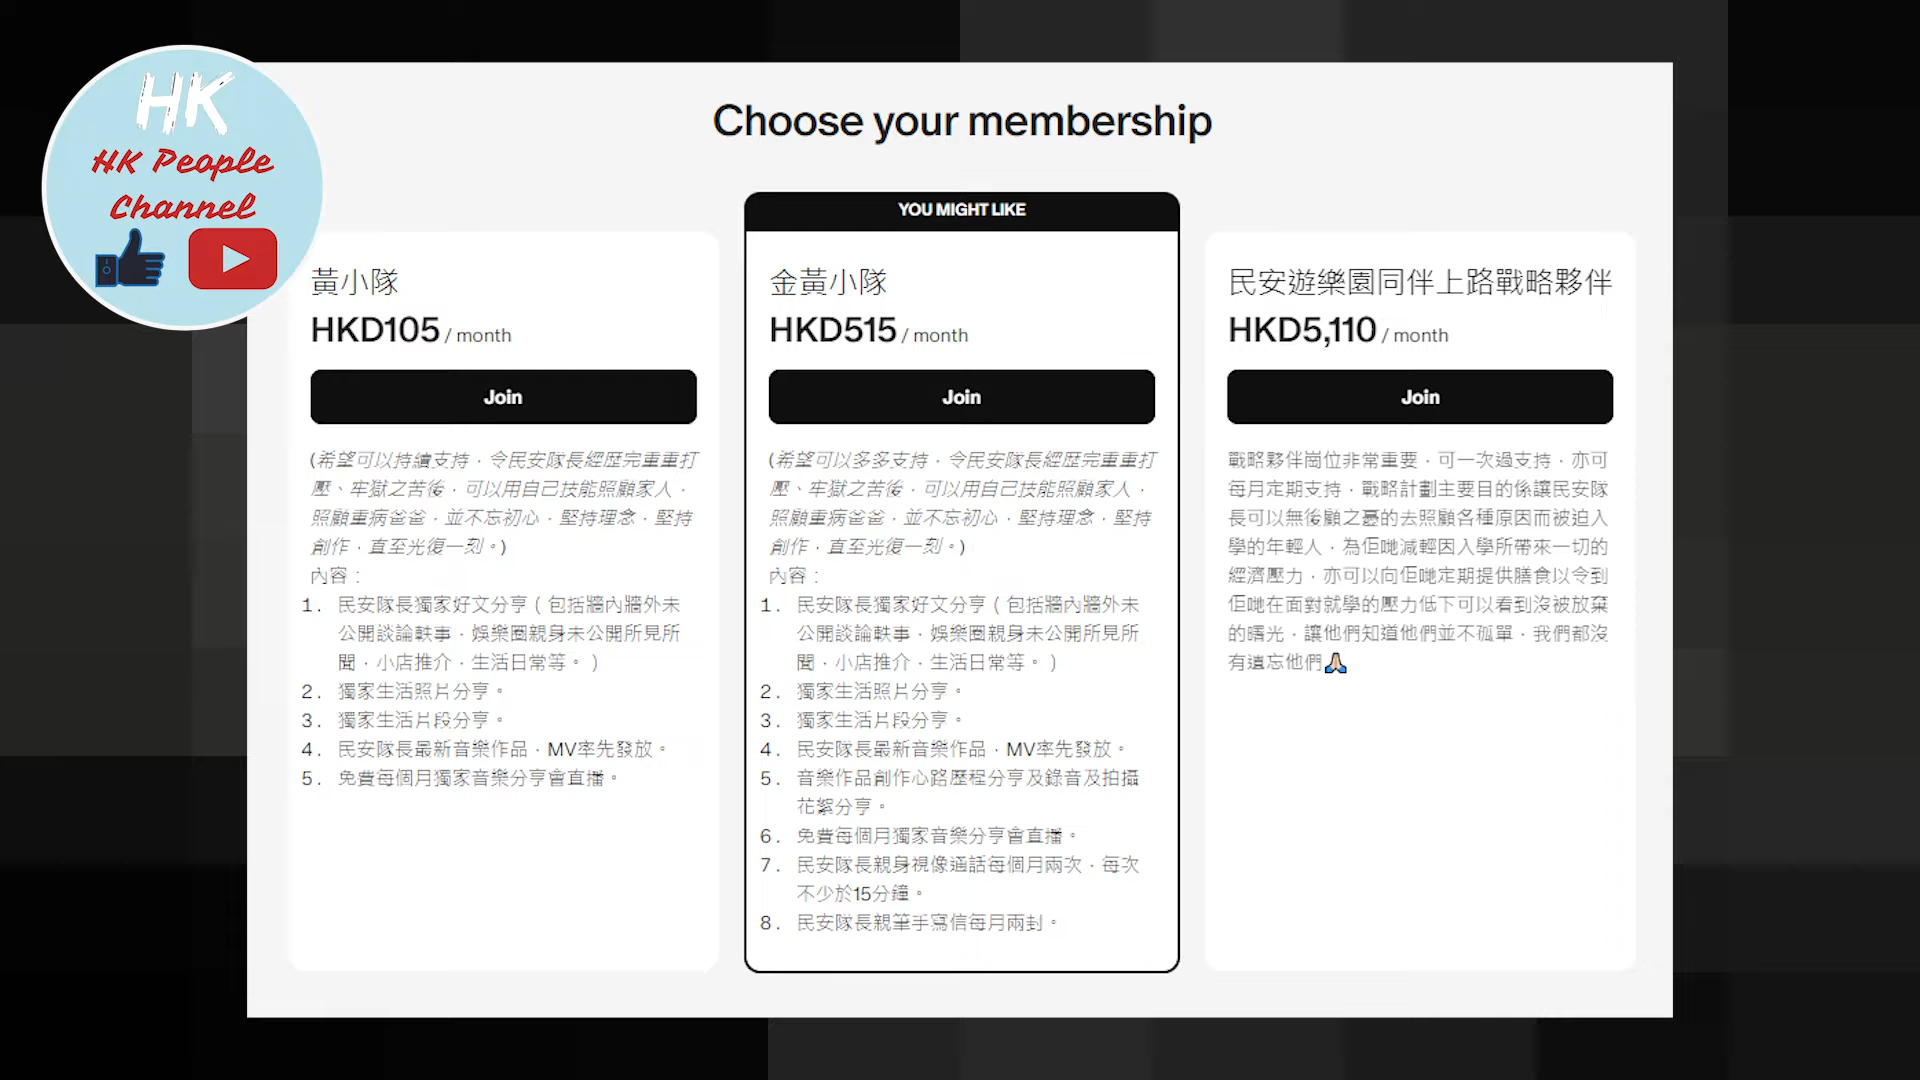 HK
HK People
Channel
Choose your membership
YOU MIGHT LIKE
黃小隊
HKD105 / month
Join
(希望可以持續支持，令民安隊長經歷完重重打
壓、牢獄之苦後，可以用自己技能照顧家人，
照顧重病爸爸，並不忘初心，堅持理念，堅持
創作，直至光復一刻。)
內容：
1. 民安隊長獨家好文分享（包括牆內牆外未
公開談論軼事，娛樂圈親身未公開所見所
聞，小店推介，生活日常等。）
2. 獨家生活照片分享。
3. 獨家生活片段分享。
4. 民安隊長最新音樂作品，MV率先發放。
5. 免費每個月獨家音樂分享會直播。
金黃小隊
HKD515 / month
Join
(希望可以多多支持，令民安隊長經歷完重重打
壓、牢獄之苦後，可以用自己技能照顧家人，
照顧重病爸爸，並不忘初心，堅持理念，堅持
創作，直至光復一刻。)
內容：
1. 民安隊長獨家好文分享（包括牆內牆外未
公開談論軼事，娛樂圈親身未公開所見所
聞，小店推介，生活日常等。）
2. 獨家生活照片分享。
3. 獨家生活片段分享。
4. 民安隊長最新音樂作品，MV率先發放。
5. 音樂作品創作心路歷程分享及錄音及拍攝
花絮分享。
6. 免費每個月獨家音樂分享會直播。
7. 民安隊長親身視像通話每個月兩次，每次
不少於15分鐘。
8. 民安隊長親筆手寫信每月兩封。
民安遊樂園同伴上路戰略夥伴
HKD5,110 / month
Join
戰略夥伴崗位非常重要，可一次過支持，亦可
每月定期支持，戰略計劃主要目的係讓民安隊
長可以無後顧之憂的去照顧各種原因而被迫入
學的年輕人，為佢哋減輕因入學所帶來一切的
經濟壓力，亦可以向佢哋定期提供膳食以令到
佢哋在面對就學的壓力低下可以看到沒被放棄
的曙光，讓他們知道他們並不孤單，我們都沒
有遺忘他們🙏🏻